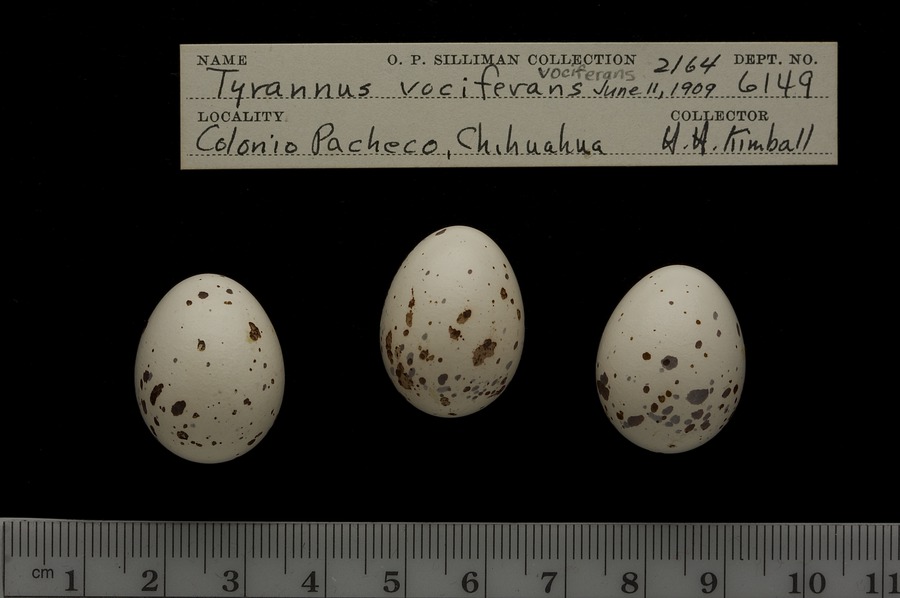 NAME O. P. SILLIMAN COLLECTION 2164 DEPT. NO.
vociferans
Tyrannus vociferans June 11, 1909 6149
LOCALITY COLLECTOR
Colonio Pacheco, Chihuahua H. H. Kimball
cm 1 2 3 4 5 6 7 8 9 10 11